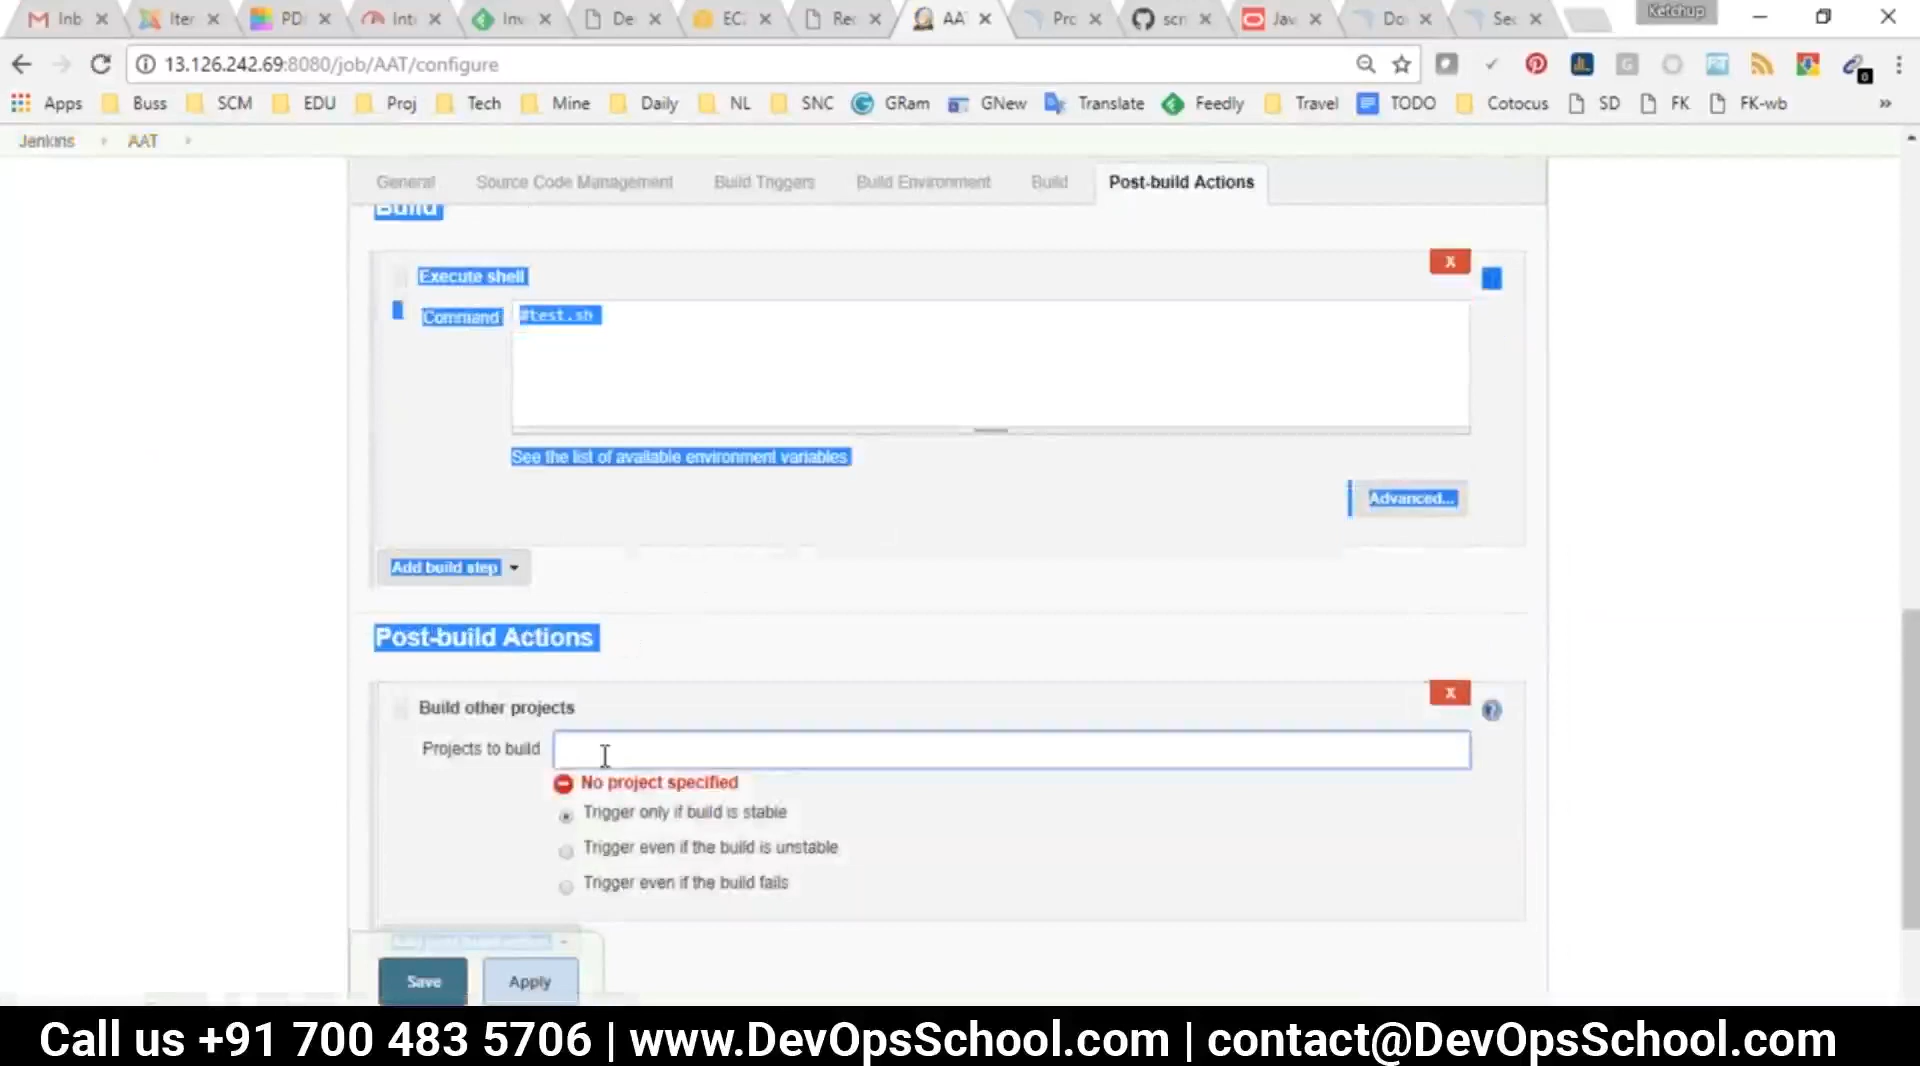 Inb Iter PD Inte Inv De EC Rec AA Pro scr Jav Do Sec Ketchup
13.126.242.69:8080/job/AAT/configure
Apps Buss SCM EDU Proj Tech Mine Daily NL SNC GRam GNew Translate Feedly Travel TODO Cotocus SD FK FK-wb »
Jenkins AAT
General Source Code Management Build Triggers Build Environment Build Post-build Actions
Build
X
Execute shell
Command #test.sh
See the list of available environment variables
Advanced...
Add build step
Post-build Actions
X
Build other projects
Projects to build
No project specified
Trigger only if build is stable
Trigger even if the build is unstable
Trigger even if the build fails
Save Apply
Call us +91 700 483 5706 | www.DevOpsSchool.com | contact@DevOpsSchool.com